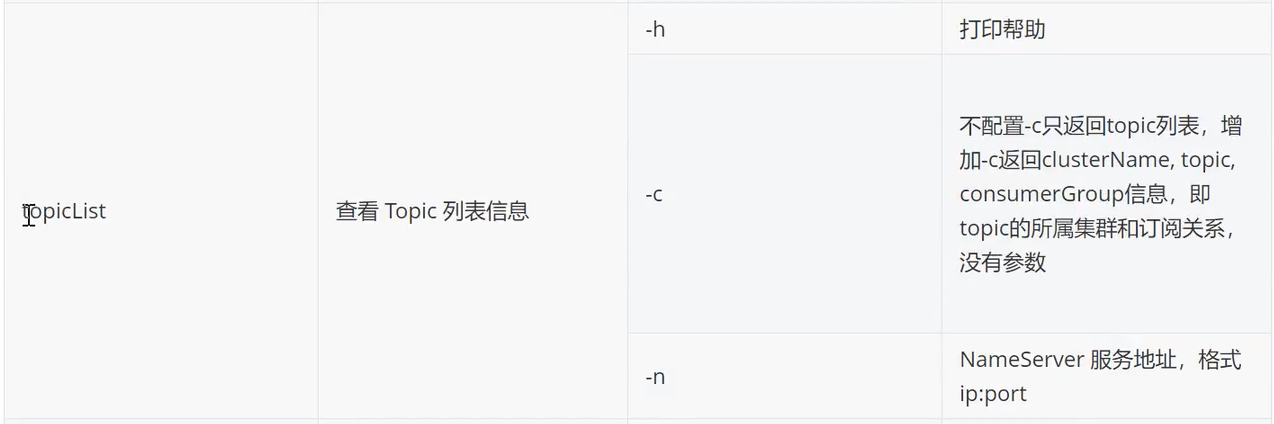 topicList
查看 Topic 列表信息
-h
打印帮助
-c
不配置-c只返回topic列表，增
加-c返回clusterName, topic,
consumerGroup信息，即
topic的所属集群和订阅关系，
没有参数
-n
NameServer 服务地址，格式
ip:port